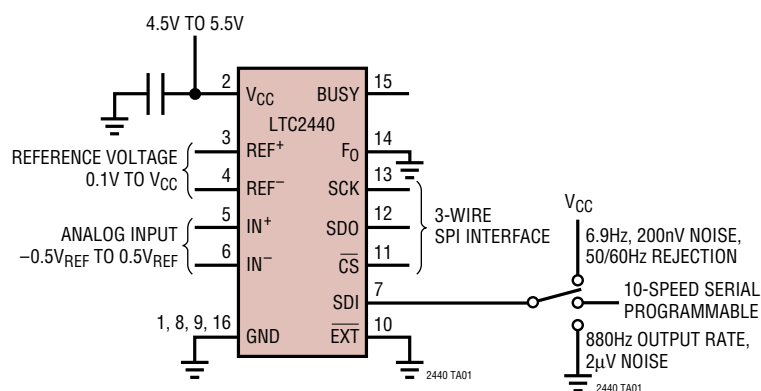 4.5V TO 5.5V
2
VCC
BUSY
15
LTC2440
REFERENCE VOLTAGE
0.1V TO VCC
3
REF+
FO
14
4
REF−
SCK
13
ANALOG INPUT
−0.5VREF TO 0.5VREF
5
IN+
SDO
12
6
IN−
CS
11
3-WIRE
SPI INTERFACE
SDI
7
1, 8, 9, 16
GND
EXT
10
2440 TA01
VCC
6.9Hz, 200nV NOISE,
50/60Hz REJECTION
10-SPEED SERIAL
PROGRAMMABLE
880Hz OUTPUT RATE,
2µV NOISE
2440 TA01